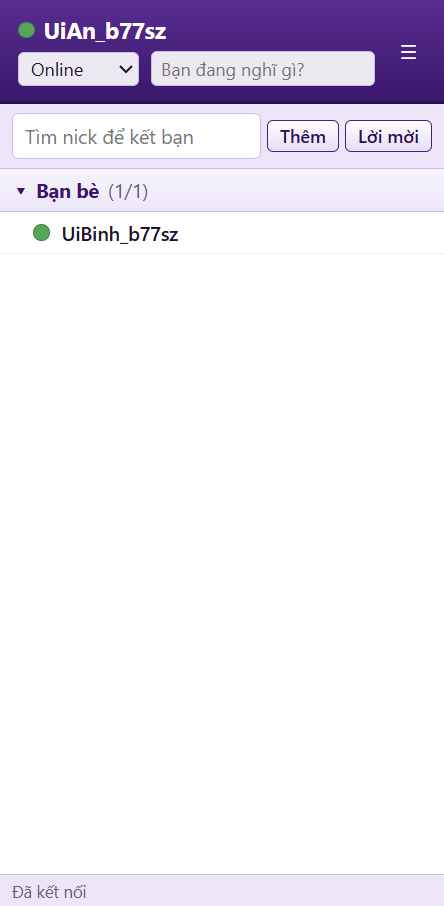 UiAn_b77sz
Online Bạn đang nghĩ gì?
Tìm nick để kết bạn Thêm Lời mời
Bạn bè (1/1)
UiBinh_b77sz
Đã kết nối